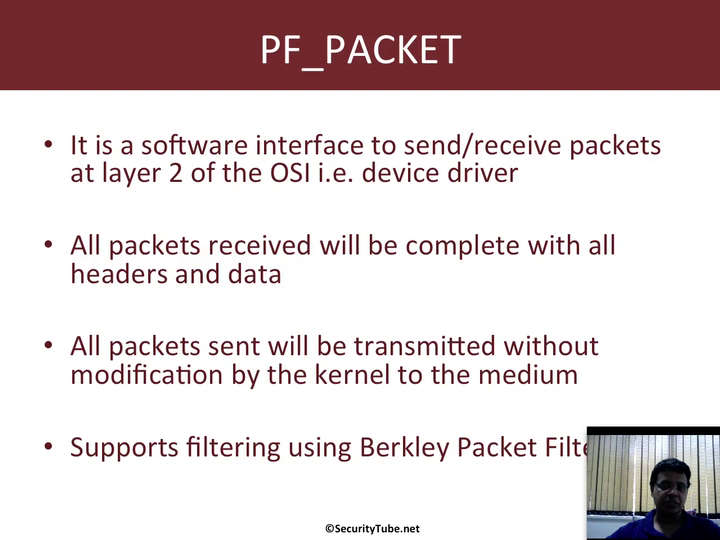 PF_PACKET
• It is a software interface to send/receive packets
at layer 2 of the OSI i.e. device driver
• All packets received will be complete with all
headers and data
• All packets sent will be transmitted without
modification by the kernel to the medium
• Supports filtering using Berkley Packet
©SecurityTube.net